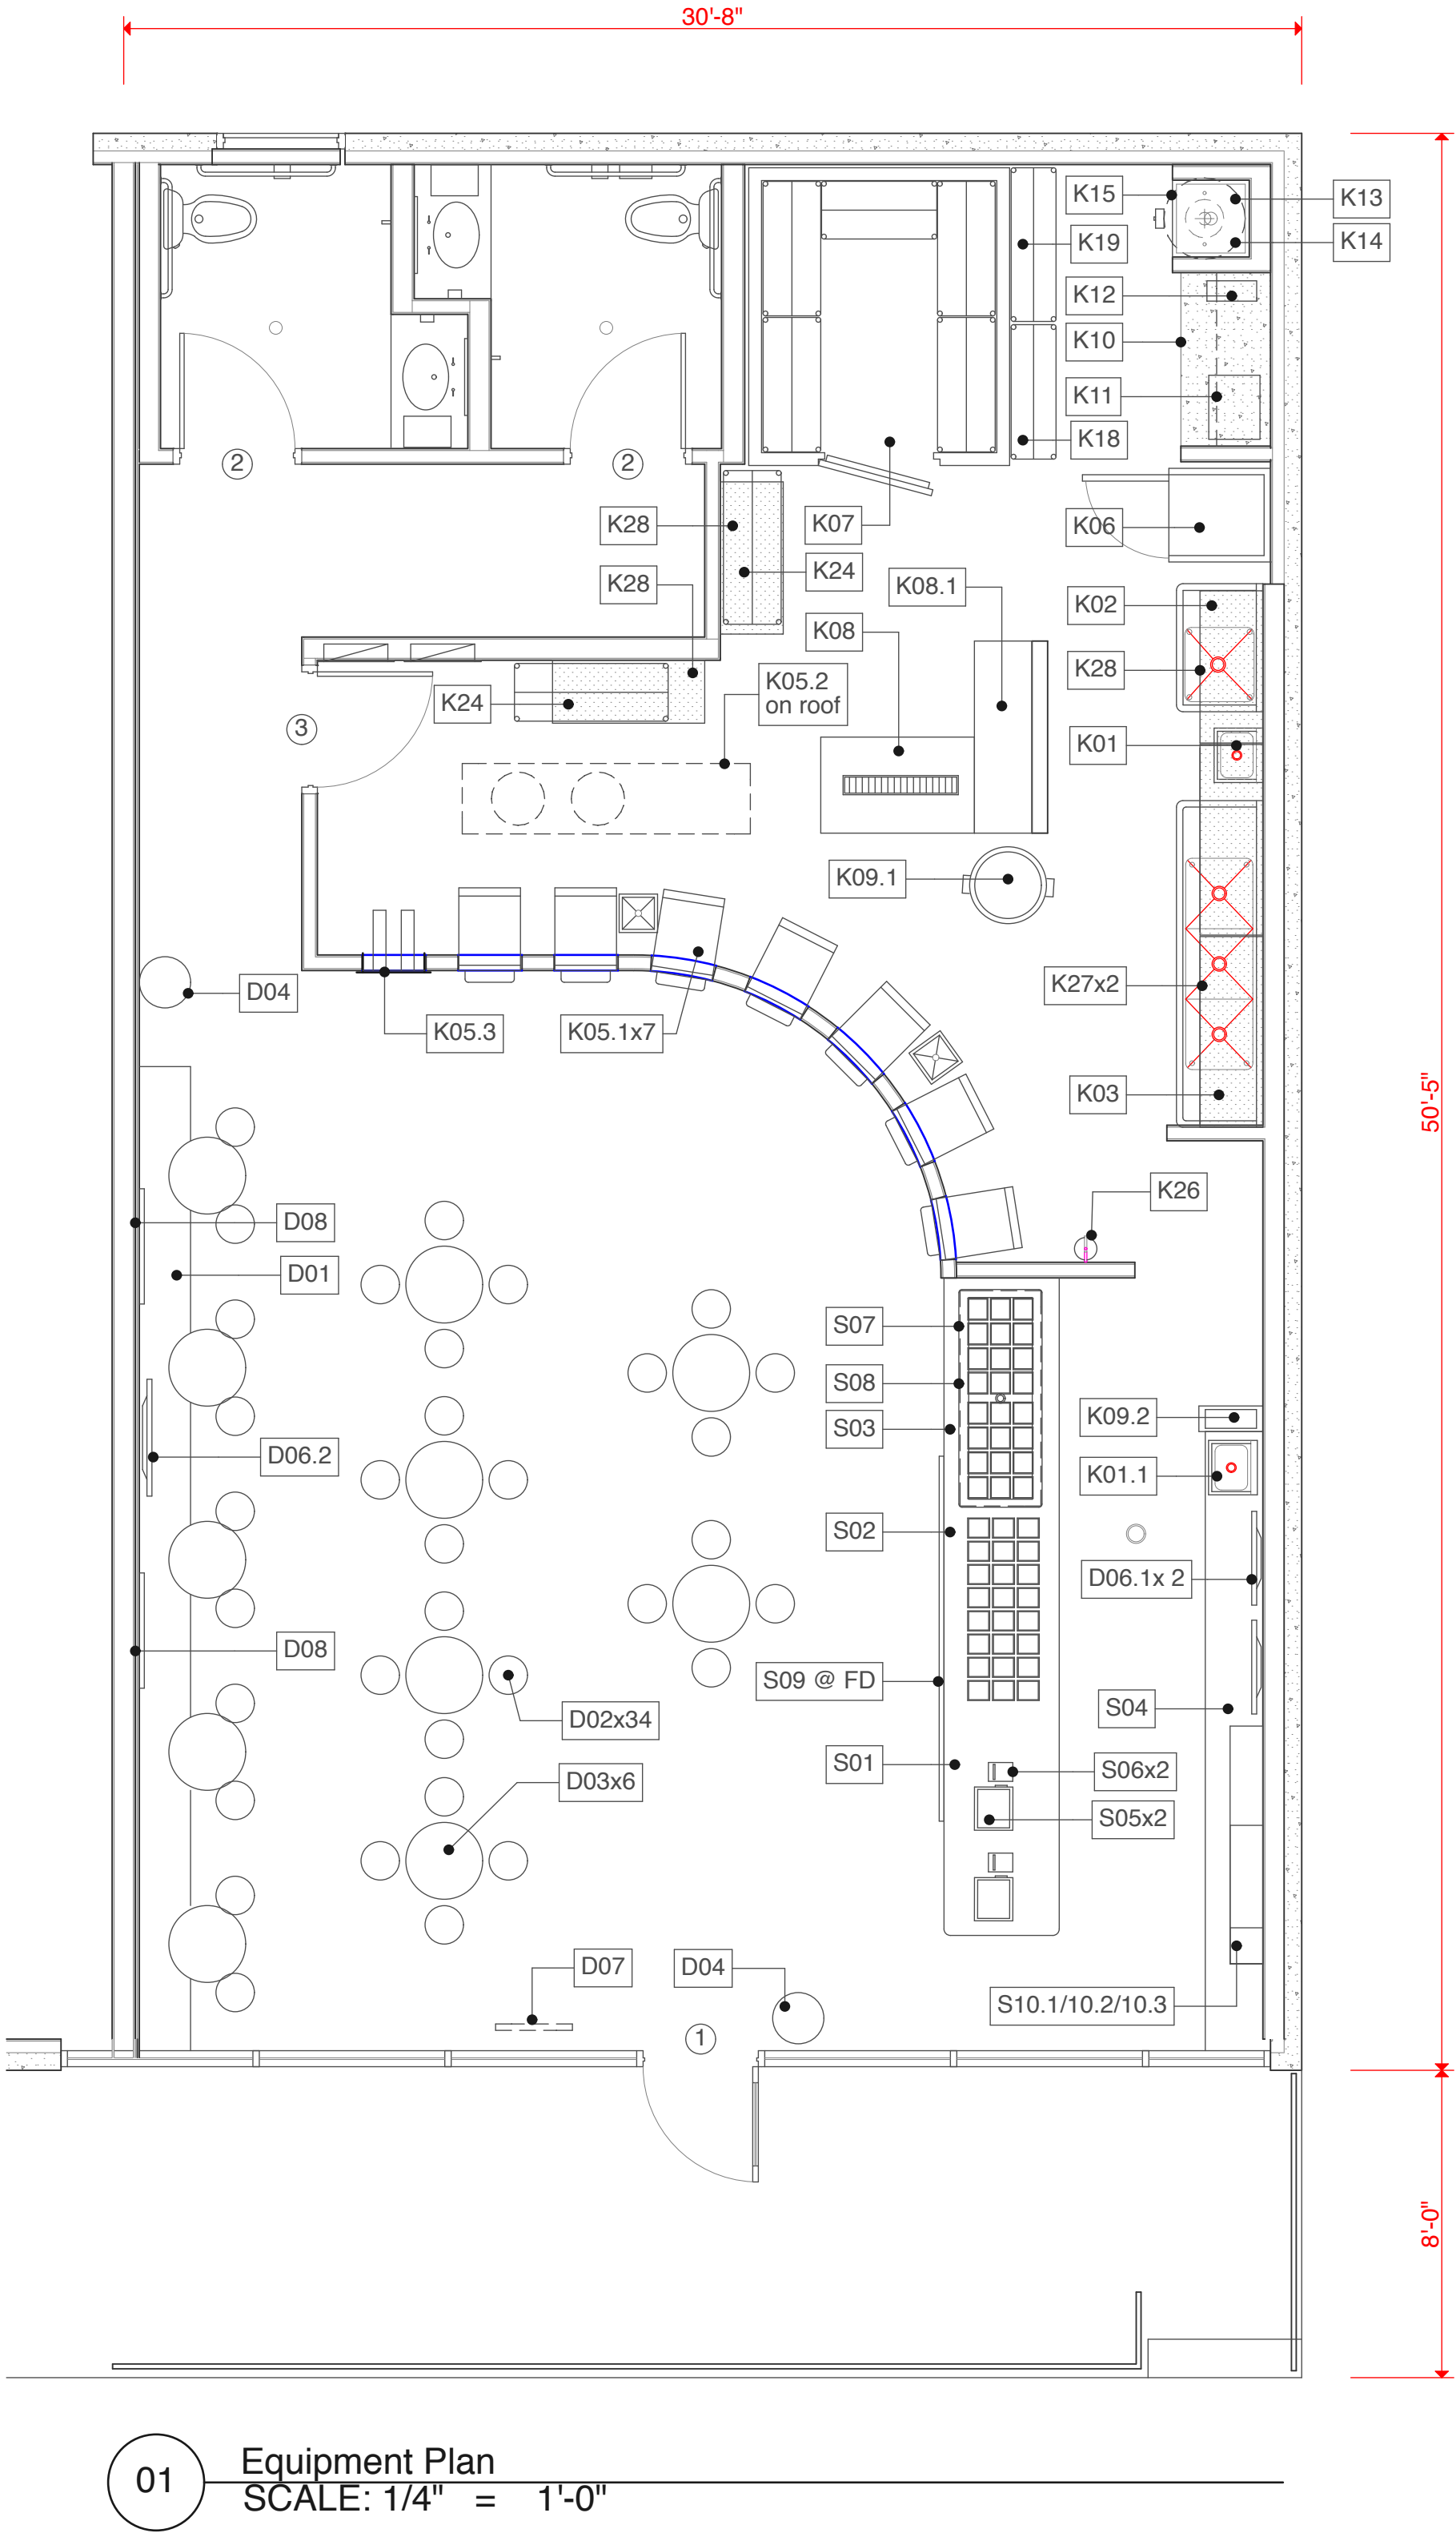 30'-8"
K15
K13
K19
K14
K12
K10
K11
K18
2
2
K28
K07
K06
K24
K28
K08.1
K02
K08
K28
K05.2
on roof
K24
3
K01
K09.1
D04
K27x2
K05.3
K05.1x7
K03
50'-5"
K26
D08
D01
S07
S08
K09.2
S03
D06.2
K01.1
S02
D06.1x 2
D08
S09 @ FD
S04
D02x34
S01
S06x2
D03x6
S05x2
D07
D04
S10.1/10.2/10.3
1
8'-0"
01
Equipment Plan
SCALE: 1/4" = 1'-0"